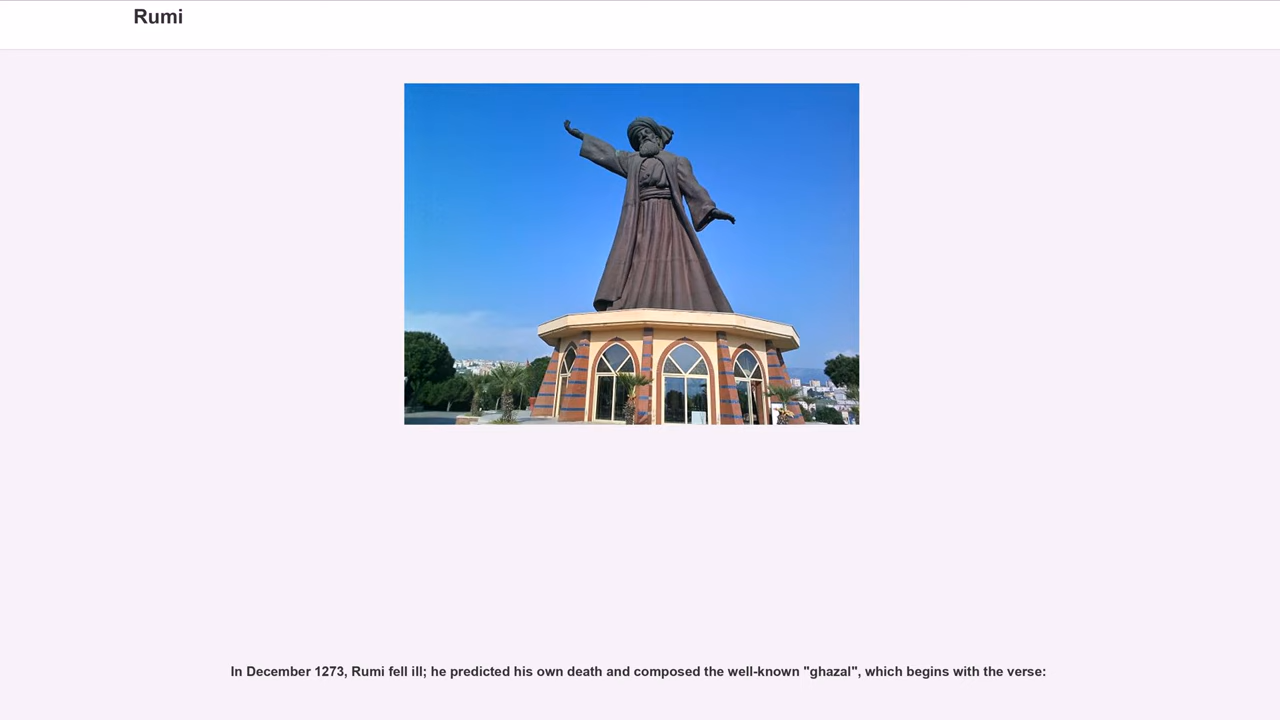 Rumi
In December 1273, Rumi fell ill; he predicted his own death and composed the well-known "ghazal", which begins with the verse: